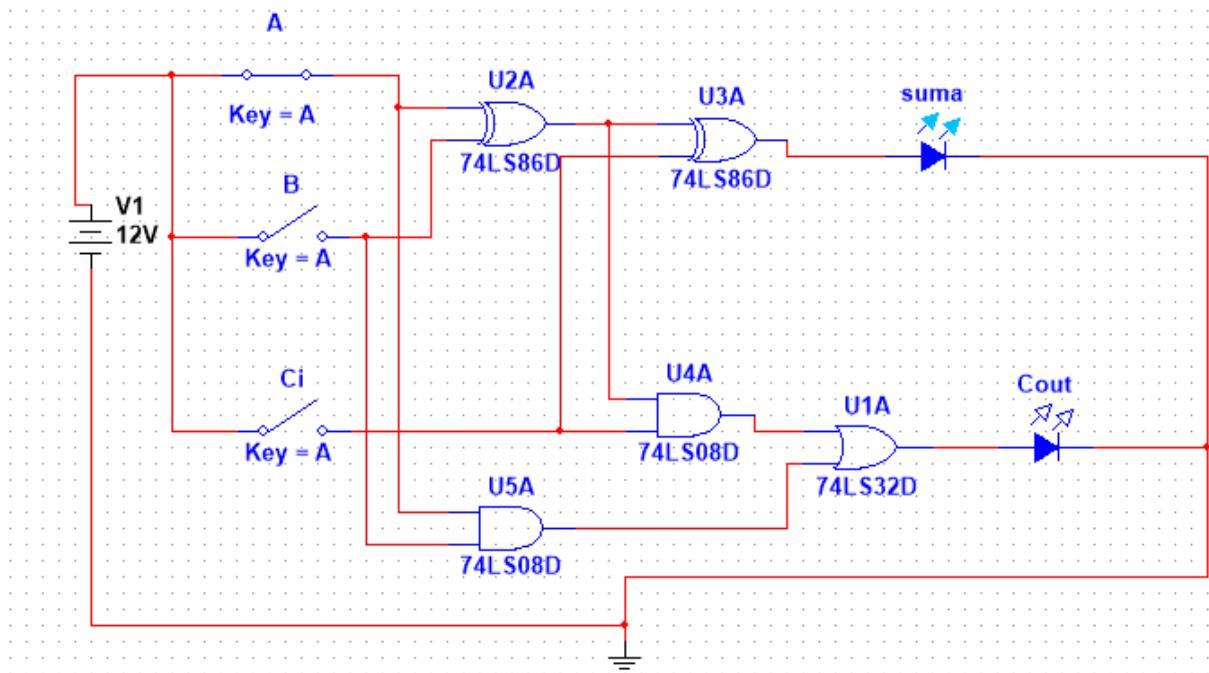 A
Key = A
U2A
74LS86D
U3A
74LS86D
suma
B
Key = A
V1
12V
Ci
Key = A
U4A
74LS08D
U1A
74LS32D
Cout
U5A
74LS08D